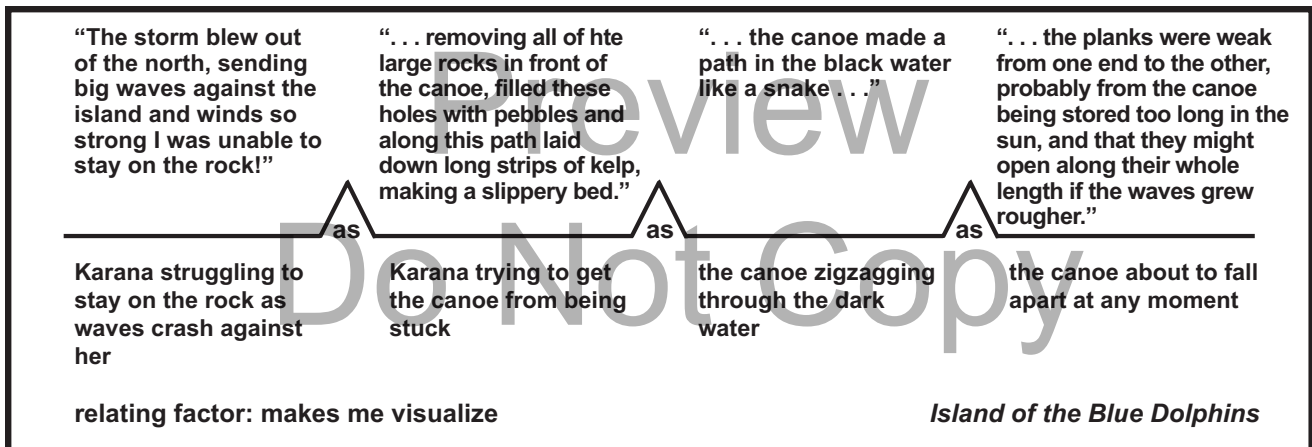 “The storm blew out
of the north, sending
big waves against the
island and winds so
strong I was unable to
stay on the rock!”
“. . . removing all of hte
large rocks in front of
the canoe, filled these
holes with pebbles and
along this path laid
down long strips of kelp,
making a slippery bed.”
“. . . the canoe made a
path in the black water
like a snake . . .”
“. . . the planks were weak
from one end to the other,
probably from the canoe
being stored too long in the
sun, and that they might
open along their whole
length if the waves grew
rougher.”
as
as
as
Karana struggling to
stay on the rock as
waves crash against
her
Karana trying to get
the canoe from being
stuck
the canoe zigzagging
through the dark
water
the canoe about to fall
apart at any moment
relating factor: makes me visualize
Island of the Blue Dolphins
Preview
Do Not Copy